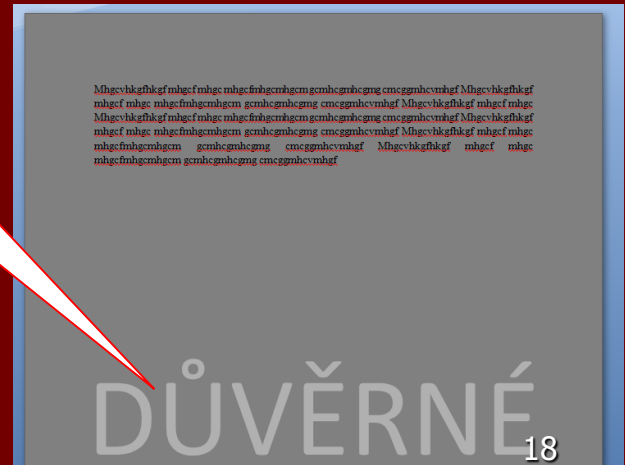 Mhgcvhkgfhkgf mhgcf mhgc mhgcfmhgcmhgcm gcmhcgmhcgmg cmcggmhcvmhgf Mhgcvhkgfhkgf
mhgcf mhgc mhgcfmhgcmhgcm gcmhcgmhcgmg cmcggmhcvmhgf Mhgcvhkgfhkgf mhgcf mhgc
Mhgcvhkgfhkgf mhgcf mhgc mhgcfmhgcmhgcm gcmhcgmhcgmg cmcggmhcvmhgf Mhgcvhkgfhkgf
mhgcf mhgc mhgcfmhgcmhgcm gcmhcgmhcgmg cmcggmhcvmhgf Mhgcvhkgfhkgf mhgcf mhgc
mhgcfmhgcmhgcm gcmhcgmhcgmg cmcggmhcvmhgf Mhgcvhkgfhkgf mhgcf mhgc
mhgcfmhgcmhgcm gcmhcgmhcgmg cmcggmhcvmhgf
DŮVĚRNÉ
18